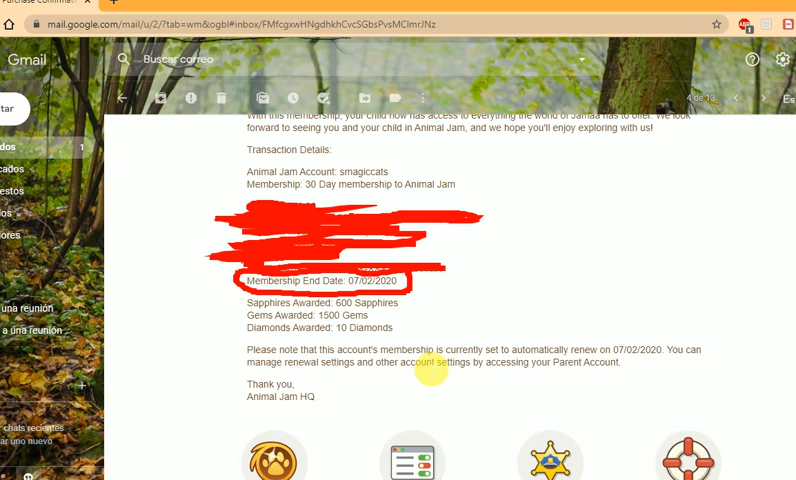 Purchase Confirmati
mail.google.com/mail/u/2/?tab=wm&ogbl#inbox/FMfcgxwHNgdhkhCvcSGbsPvsMClmrJNz
ABP
1
Gmail
Buscar correo
tar
4 de 13
Es
dos 1
cados
estos
dos
dores
With this membership, your child now has access to everything the world of Jamaa has to offer. We look
forward to seeing you and your child in Animal Jam, and we hope you'll enjoy exploring with us!
Transaction Details:
Animal Jam Account: smagiccats
Membership: 30 Day membership to Animal Jam
Membership End Date: 07/02/2020
Sapphires Awarded: 600 Sapphires
Gems Awarded: 1500 Gems
Diamonds Awarded: 10 Diamonds
Please note that this account's membership is currently set to automatically renew on 07/02/2020. You can
manage renewal settings and other account settings by accessing your Parent Account.
Thank you,
Animal Jam HQ
una reunión
a una reunión
chats recientes
ar uno nuevo